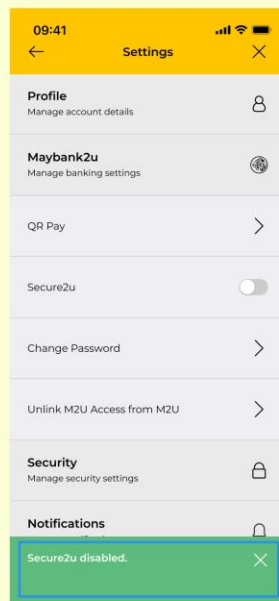 09:41
Settings
Profile
Manage account details
Maybank2u
Manage banking settings
QR Pay
Secure2u
Change Password
Unlink M2U Access from M2U
Security
Manage security settings
Notifications
Secure2u disabled.